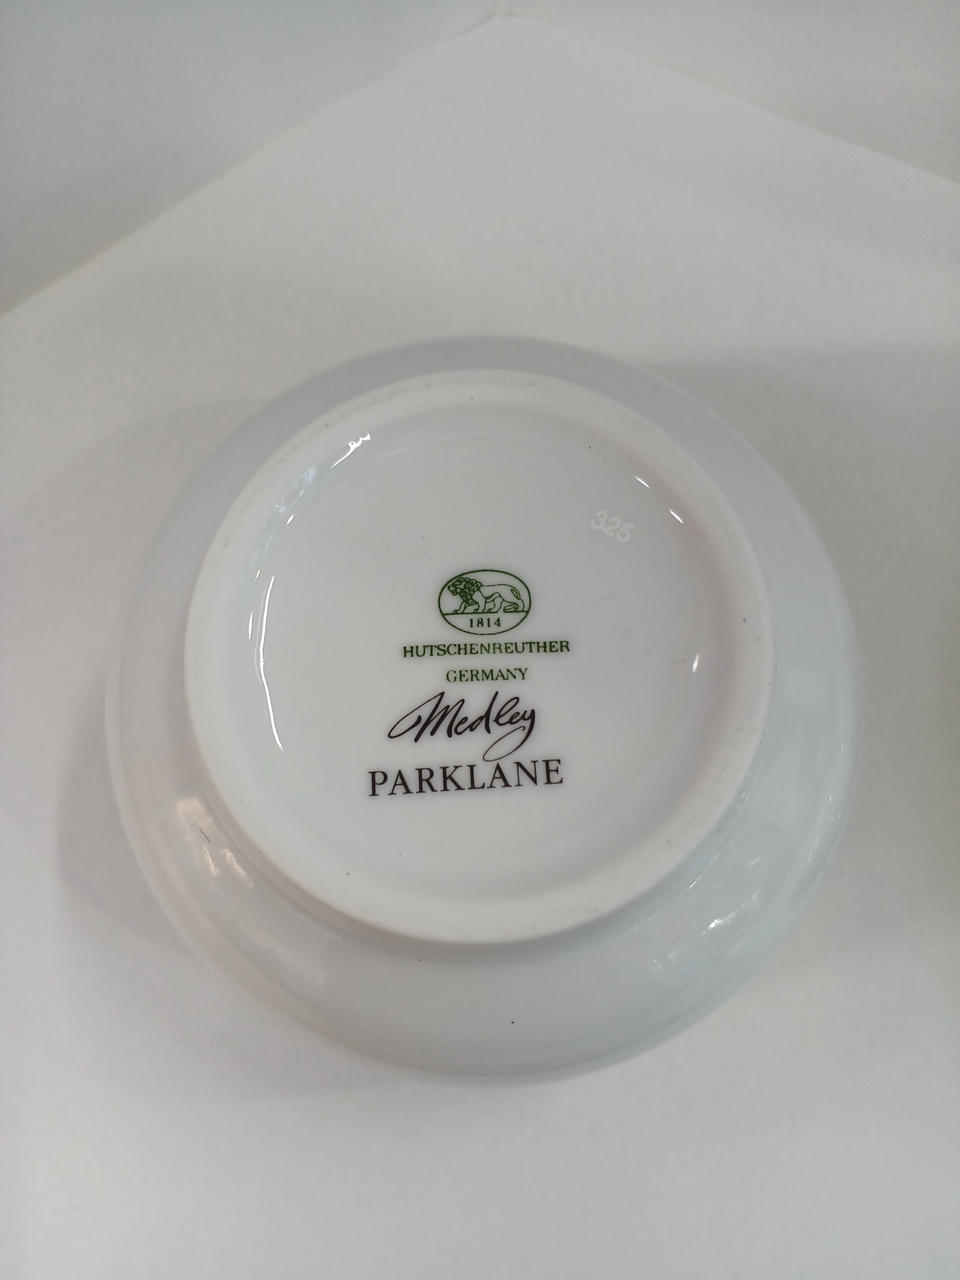 325
1814
HUTSCHENREUTHER
GERMANY
Medley
PARKLANE